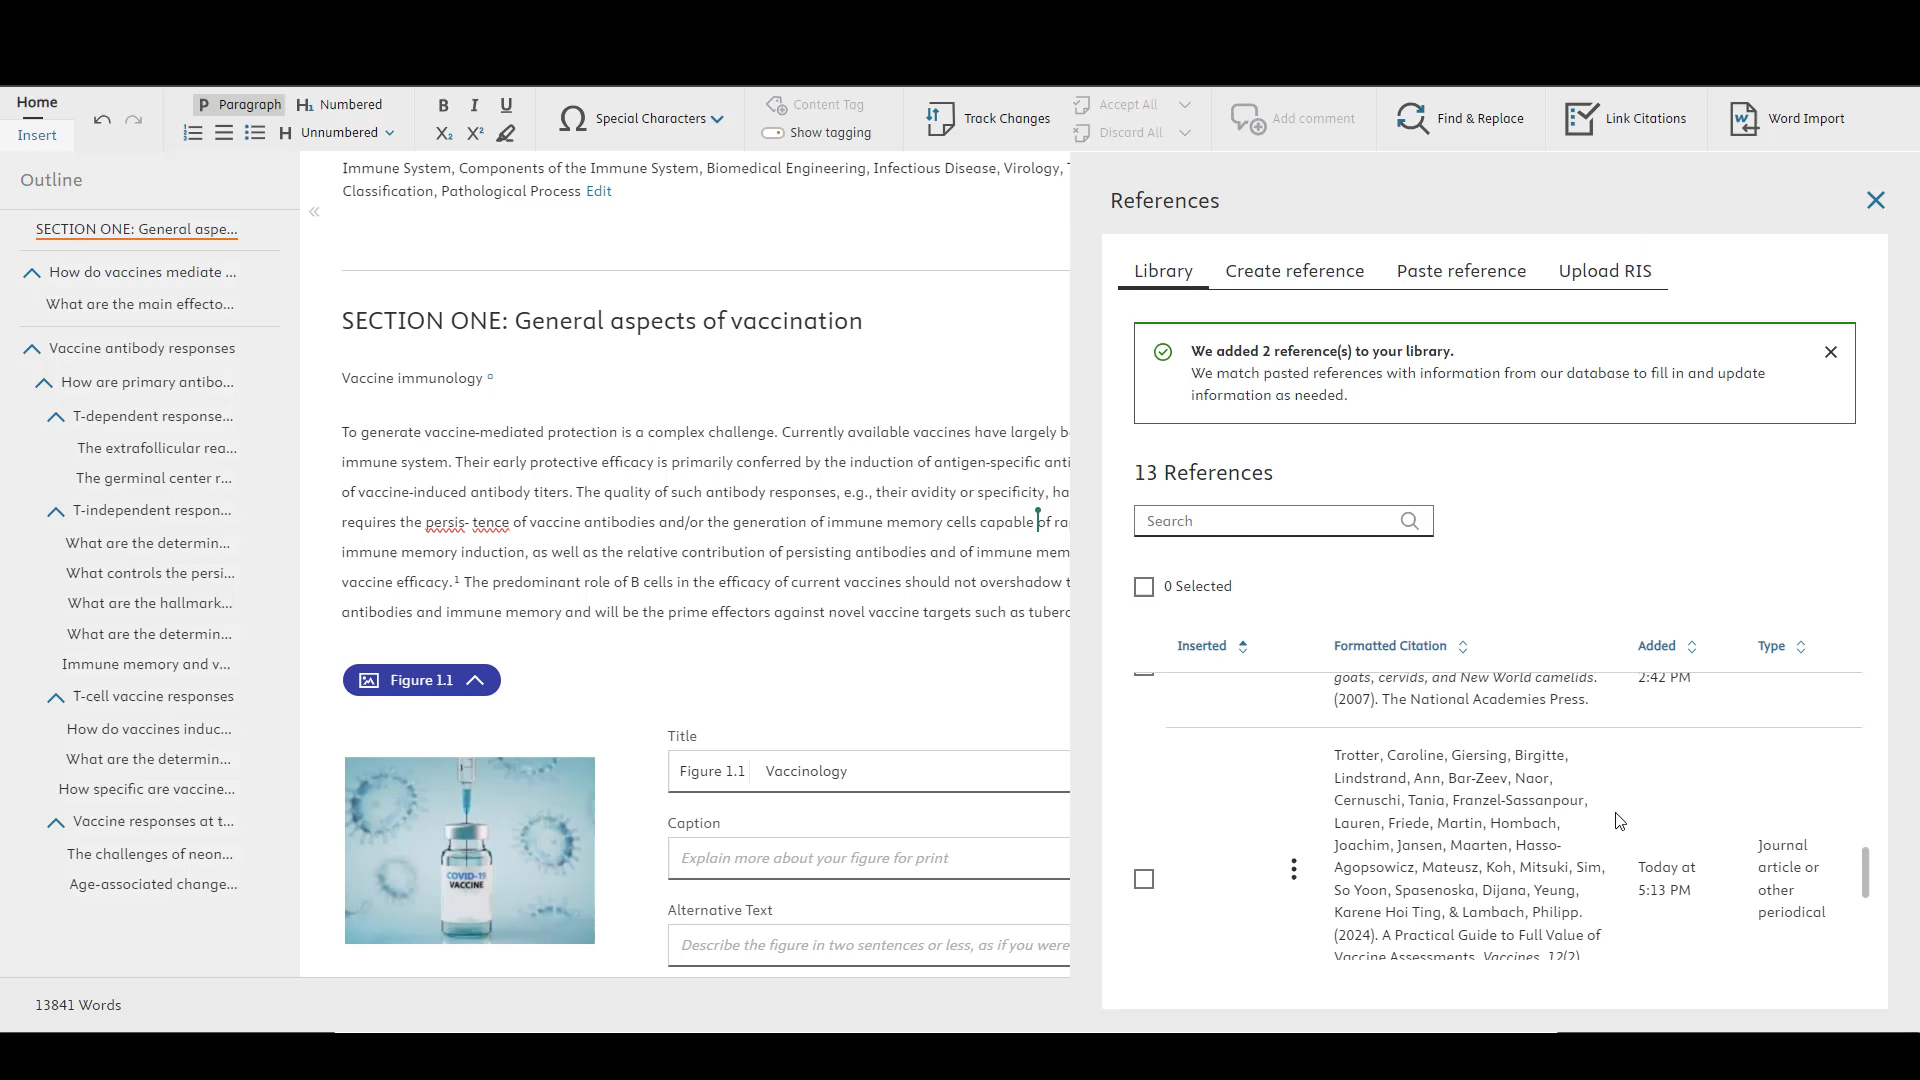 Home
Insert
Paragraph
Numbered
Unnumbered
Special Characters
Content Tag
Show tagging
Track Changes
Accept All
Discard All
Add comment
Find & Replace
Link Citations
Word Import
Outline
SECTION ONE: General aspe...
How do vaccines mediate ...
What are the main effecto...
Vaccine antibody responses
How are primary antibo...
T-dependent response...
The extrafollicular rea...
The germinal center r...
T-independent respon...
What are the determin...
What controls the persi...
What are the hallmark...
What are the determin...
Immune memory and v...
T-cell vaccine responses
How do vaccines induc...
What are the determin...
How specific are vaccine...
Vaccine responses at t...
The challenges of neon...
Age-associated change...
13841 Words
Immune System, Components of the Immune System, Biomedical Engineering, Infectious Disease, Virology,
Classification, Pathological Process Edit
SECTION ONE: General aspects of vaccination
Vaccine immunology
To generate vaccine-mediated protection is a complex challenge. Currently available vaccines have largely b
immune system. Their early protective efficacy is primarily conferred by the induction of antigen-specific anti
of vaccine-induced antibody titers. The quality of such antibody responses, e.g., their avidity or specificity, ha
requires the persis- tence of vaccine antibodies and/or the generation of immune memory cells capable of ra
immune memory induction, as well as the relative contribution of persisting antibodies and of immune mem
vaccine efficacy.¹ The predominant role of B cells in the efficacy of current vaccines should not overshadow t
antibodies and immune memory and will be the prime effectors against novel vaccine targets such as tuberc
Figure 1.1
COVID-19
VACCINE
Title
Figure 1.1 Vaccinology
Caption
Explain more about your figure for print
Alternative Text
Describe the figure in two sentences or less, as if you were
References
Library
Create reference
Paste reference
Upload RIS
We added 2 reference(s) to your library.
We match pasted references with information from our database to fill in and update
information as needed.
13 References
Search
0 Selected
Inserted
Formatted Citation
Added
Type
goats, cervids, and New World camelids.
(2007). The National Academies Press.
2:42 PM
Trotter, Caroline, Giersing, Birgitte,
Lindstrand, Ann, Bar-Zeev, Naor,
Cernuschi, Tania, Franzel-Sassanpour,
Lauren, Friede, Martin, Hombach,
Joachim, Jansen, Maarten, Hasso-
Agopsowicz, Mateusz, Koh, Mitsuki, Sim,
So Yoon, Spasenoska, Dijana, Yeung,
Karene Hoi Ting, & Lambach, Philipp.
(2024). A Practical Guide to Full Value of
Vaccine Assessments. Vaccines, 12(2)
Today at
5:13 PM
Journal
article or
other
periodical